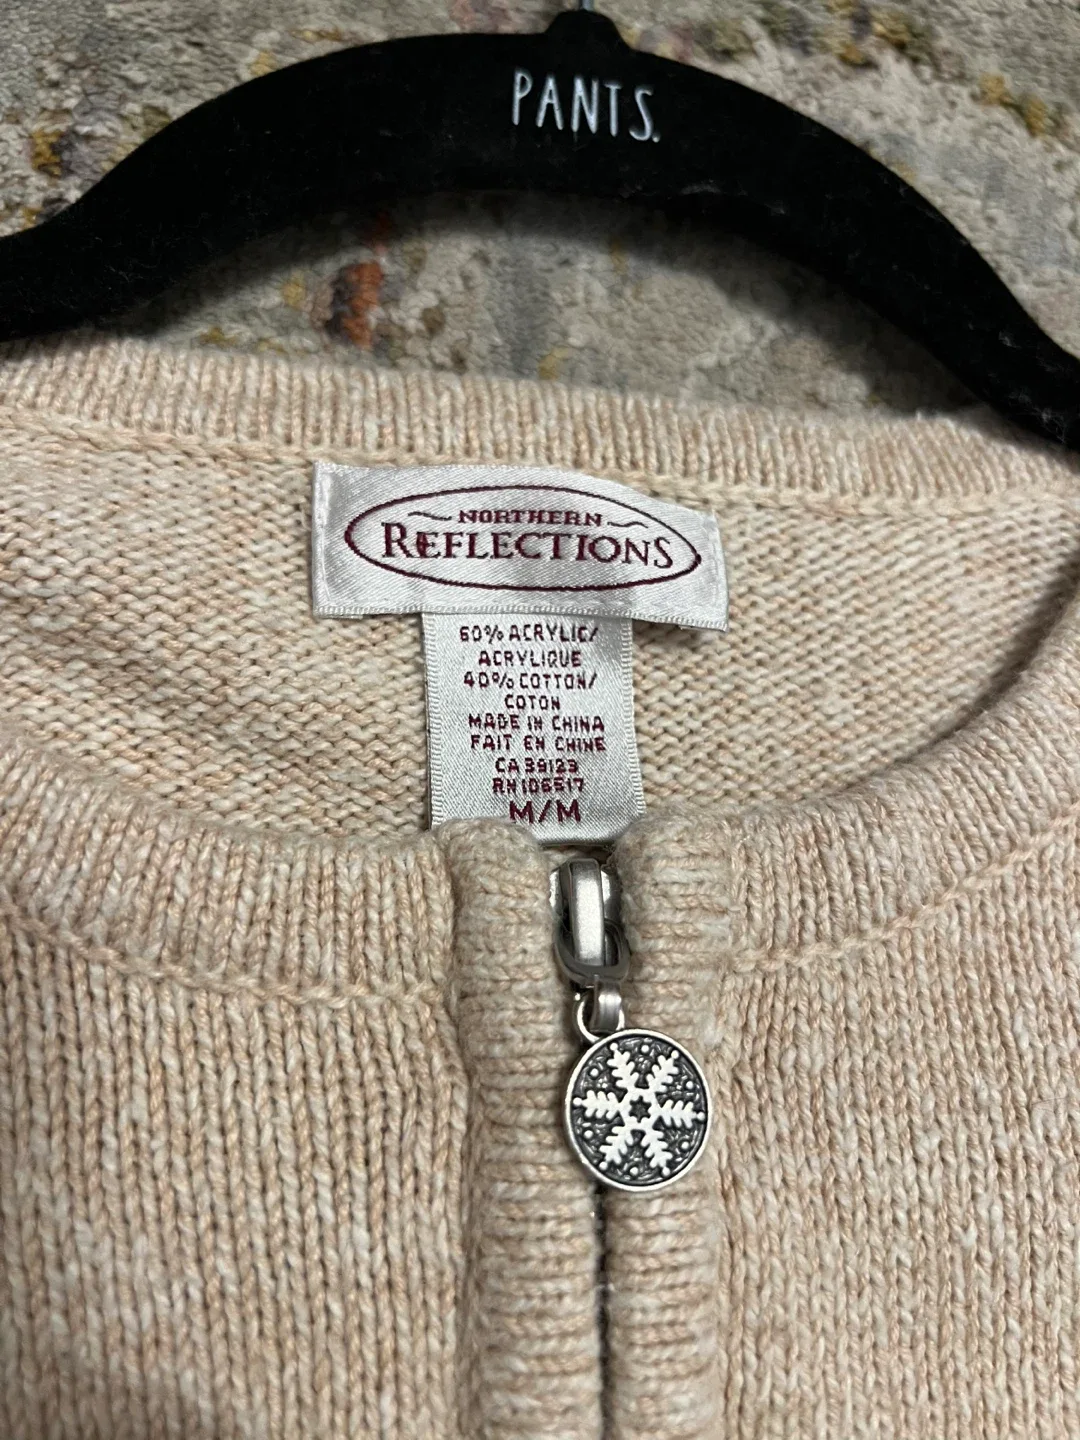 PANTS.
NORTHERN
REFLECTIONS
60% ACRYLIC/
ACRYLIQUE
40% COTTON/
COTON
MADE IN CHINA
FAIT EN CHINE
CA 39123
RN106517
M/M